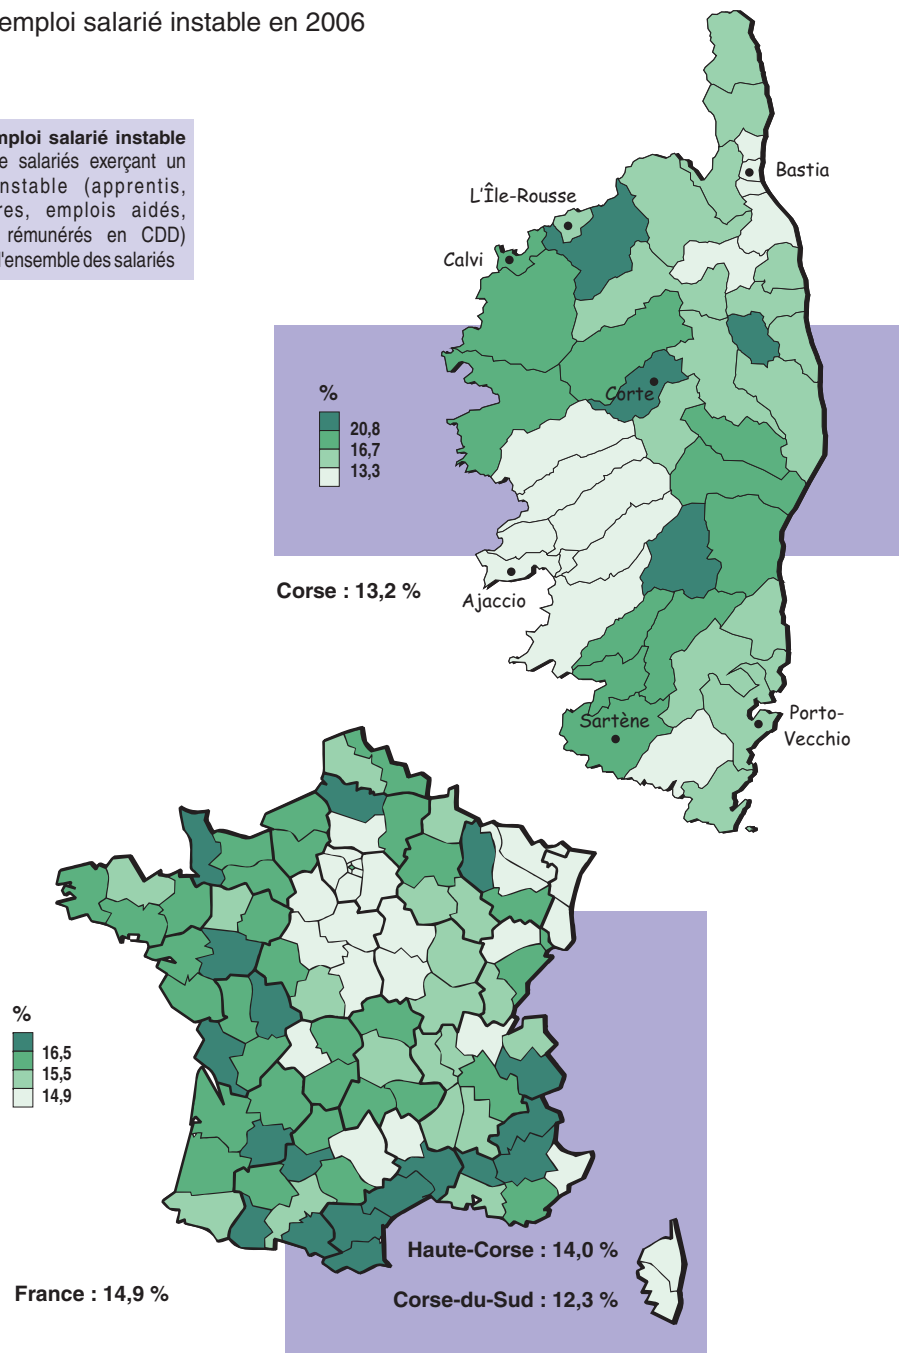 emploi salarié instable en 2006
mploi salarié instable
e salariés exerçant un
nstable (apprentis,
res, emplois aidés,
rémunérés en CDD)
l'ensemble des salariés
Bastia
L'Île-Rousse
Calvi
Corte
%
20,8
16,7
13,3
Corse : 13,2 %
Ajaccio
Sartène
Porto-
Vecchio
%
16,5
15,5
14,9
Haute-Corse : 14,0 %
France : 14,9 %
Corse-du-Sud : 12,3 %